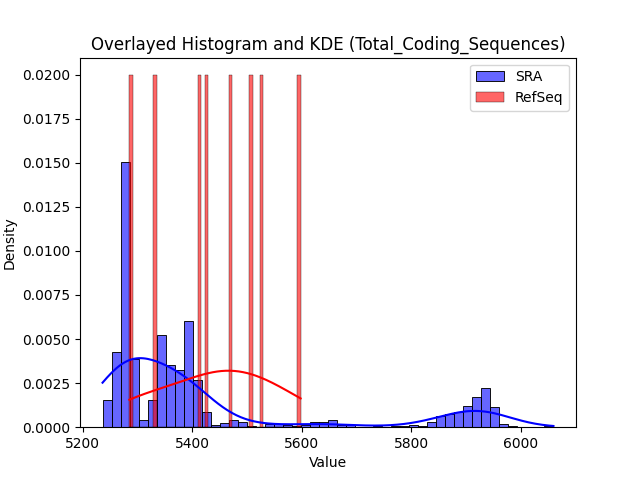 Overlayed Histogram and KDE (Total_Coding_Sequences)
SRA
RefSeq
0.0200
0.0175
0.0150
0.0125
0.0100
0.0075
0.0050
0.0025
0.0000
Density
5200 5400 5600 5800 6000
Value